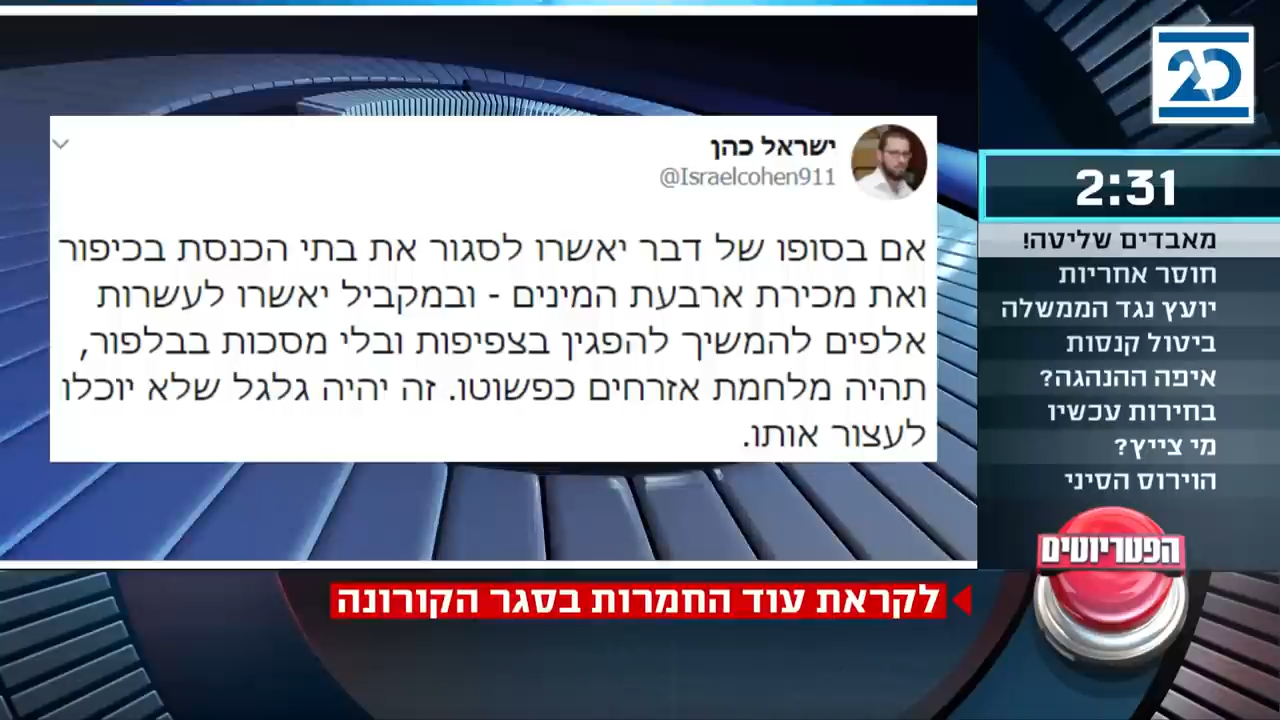 ישראל כהן
@Israelcohen911
אם בסופו של דבר יאשרו לסגור את בתי הכנסת בכיפור
ואת מכירת ארבעת המינים - ובמקביל יאשרו לעשרות
אלפים להמשיך להפגין בצפיפות ובלי מסכות בבלפור,
תהיה מלחמת אזרחים כפשוטו. זה יהיה גלגל שלא יוכלו
לעצור אותו.
20
2:31
מאבדים שליטה!
חוסר אחריות
יועץ נגד הממשלה
ביטול קנסות
איפה ההנהגה?
בחירות עכשיו
מי צייץ?
הוירוס הסיני
הפטריוטים
לקראת עוד החמרות בסגר הקורונה